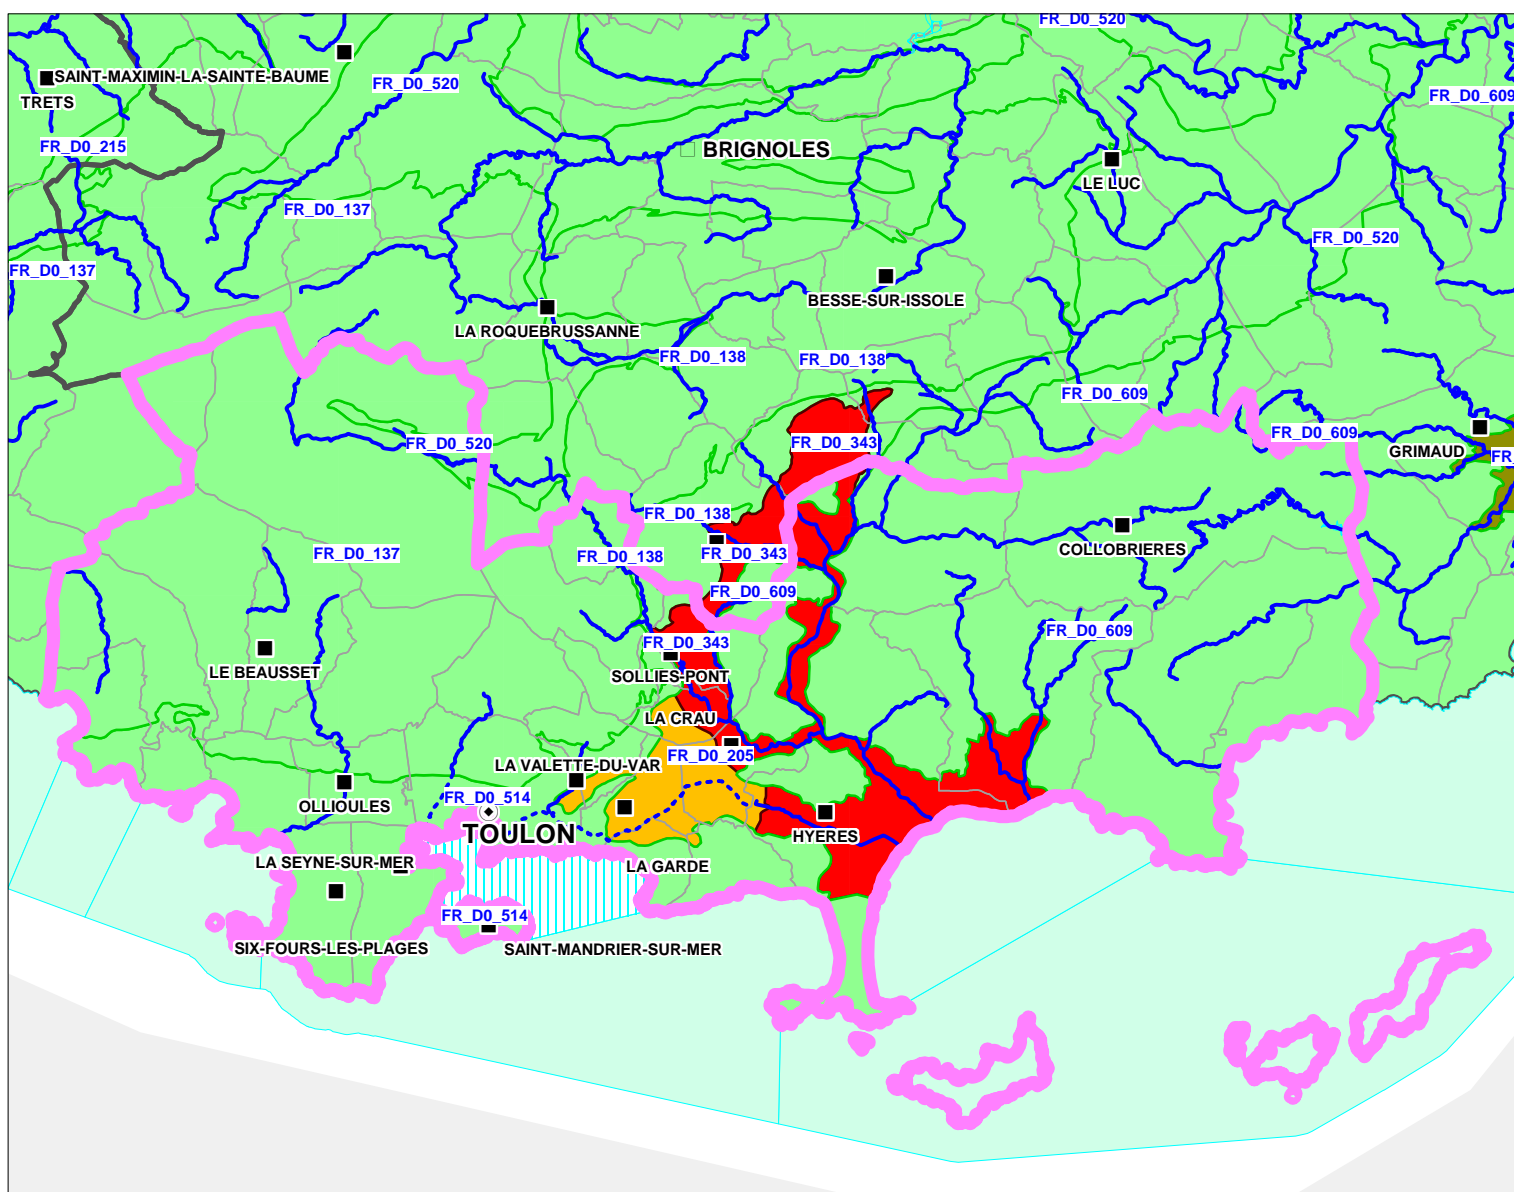 FR_D0_520
SAINT-MAXIMIN-LA-SAINTE-BAUME
FR_D0_520
TRETS
FR_D0_609
FR_D0_215
BRIGNOLES
LE LUC
FR_D0_137
FR_D0_520
FR_D0_137
BESSE-SUR-ISSOLE
LA ROQUEBRUSSANNE
FR_D0_138
FR_D0_138
FR_D0_609
FR_D0_520
FR_D0_343
FR_D0_609
GRIMAUD
FR_
FR_D0_138
FR_D0_137
FR_D0_138
FR_D0_343
COLLOBRIERES
FR_D0_609
FR_D0_343
FR_D0_609
LE BEAUSSET
SOLLIES-PONT
LA CRAU
FR_D0_205
LA VALETTE-DU-VAR
FR_D0_514
OLLIOULES
TOULON
HYERES
LA SEYNE-SUR-MER
LA GARDE
FR_D0_514
SIX-FOURS-LES-PLAGES
SAINT-MANDRIER-SUR-MER